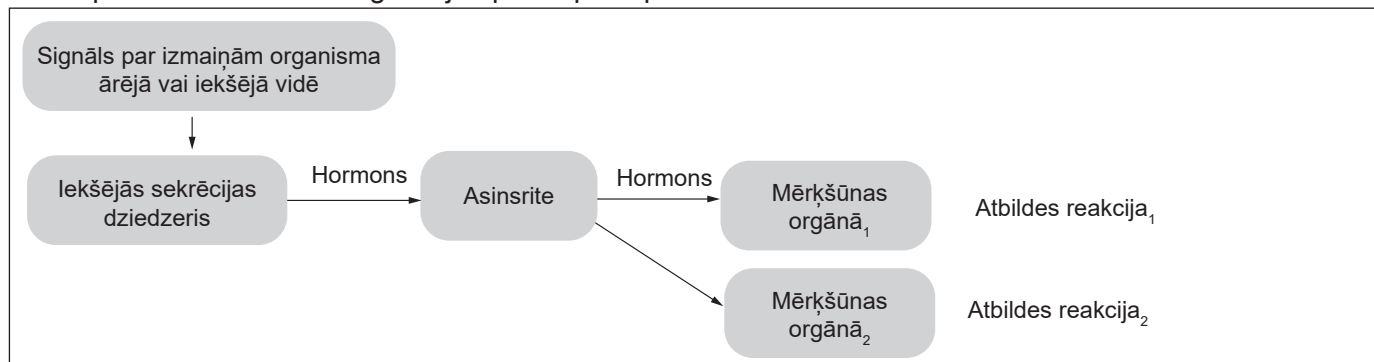 Signāls par izmaiņām organisma
ārējā vai iekšējā vidē
Iekšējās sekrēcijas
dziedzeris
Hormons
Asinsrite
Hormons
Mērķšūnas
orgānā₁
Atbildes reakcija₁
Mērķšūnas
orgānā₂
Atbildes reakcija₂